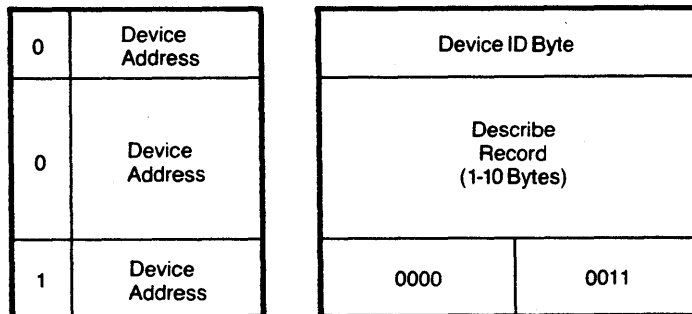 0 Device Address Device ID Byte
0 Device Address Describe Record (1-10 Bytes)
1 Device Address 0000 0011